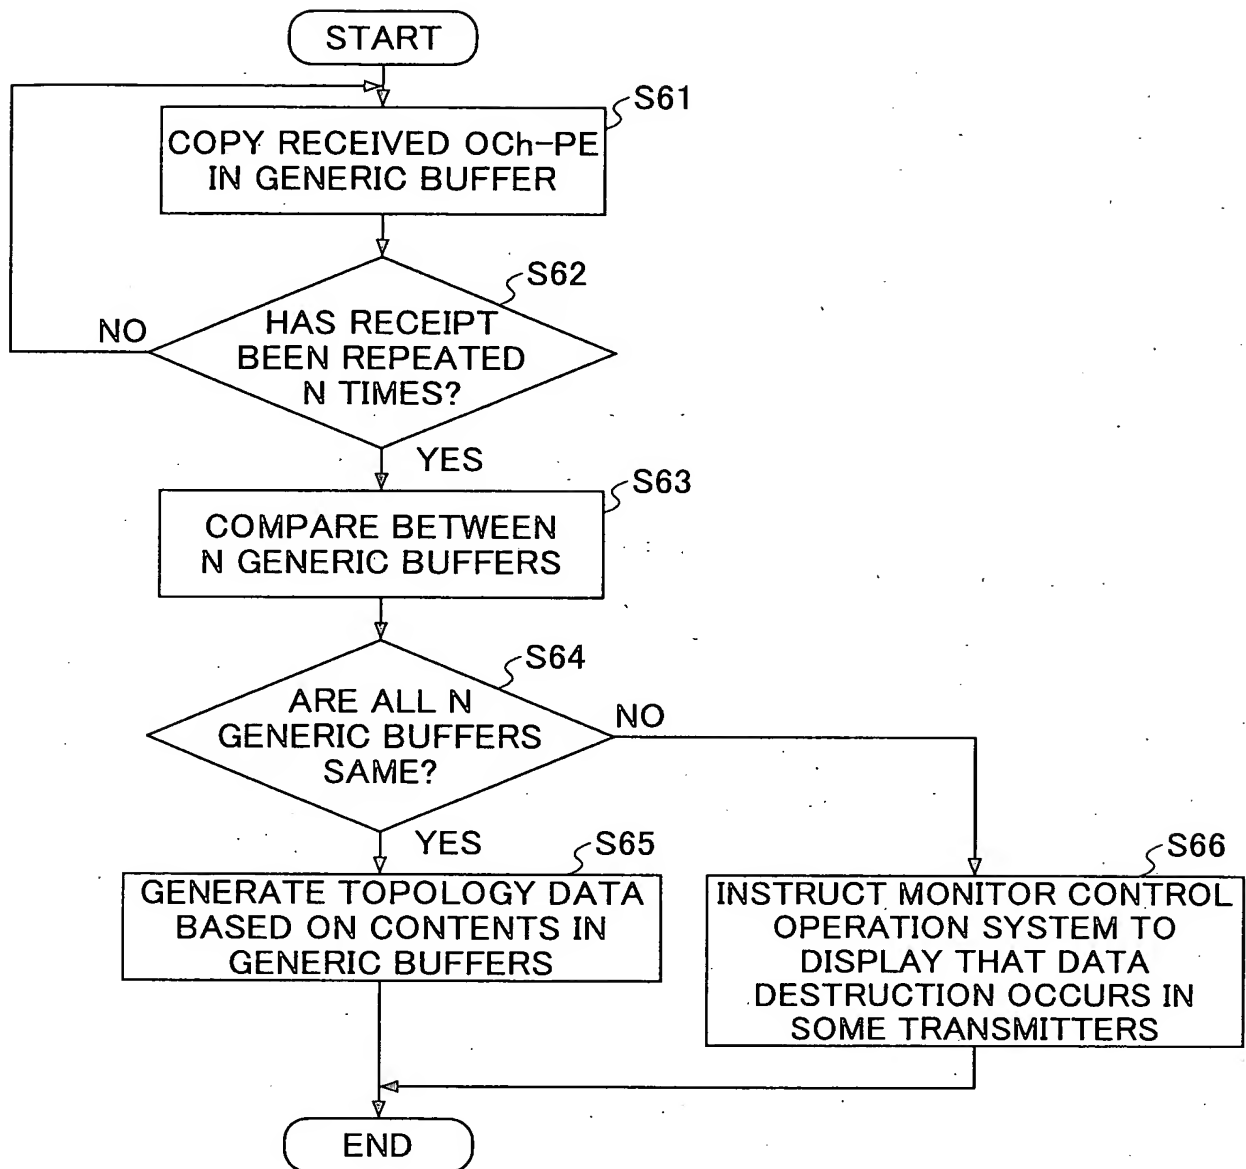 START
S61
COPY RECEIVED OCh-PE
IN GENERIC BUFFER
S62
HAS RECEIPT
BEEN REPEATED
N TIMES?
NO
YES
S63
COMPARE BETWEEN
N GENERIC BUFFERS
S64
ARE ALL N
GENERIC BUFFERS
SAME?
NO
YES
S65
GENERATE TOPOLOGY DATA
BASED ON CONTENTS IN
GENERIC BUFFERS
S66
INSTRUCT MONITOR CONTROL
OPERATION SYSTEM TO
DISPLAY THAT DATA
DESTRUCTION OCCURS IN
SOME TRANSMITTERS
END